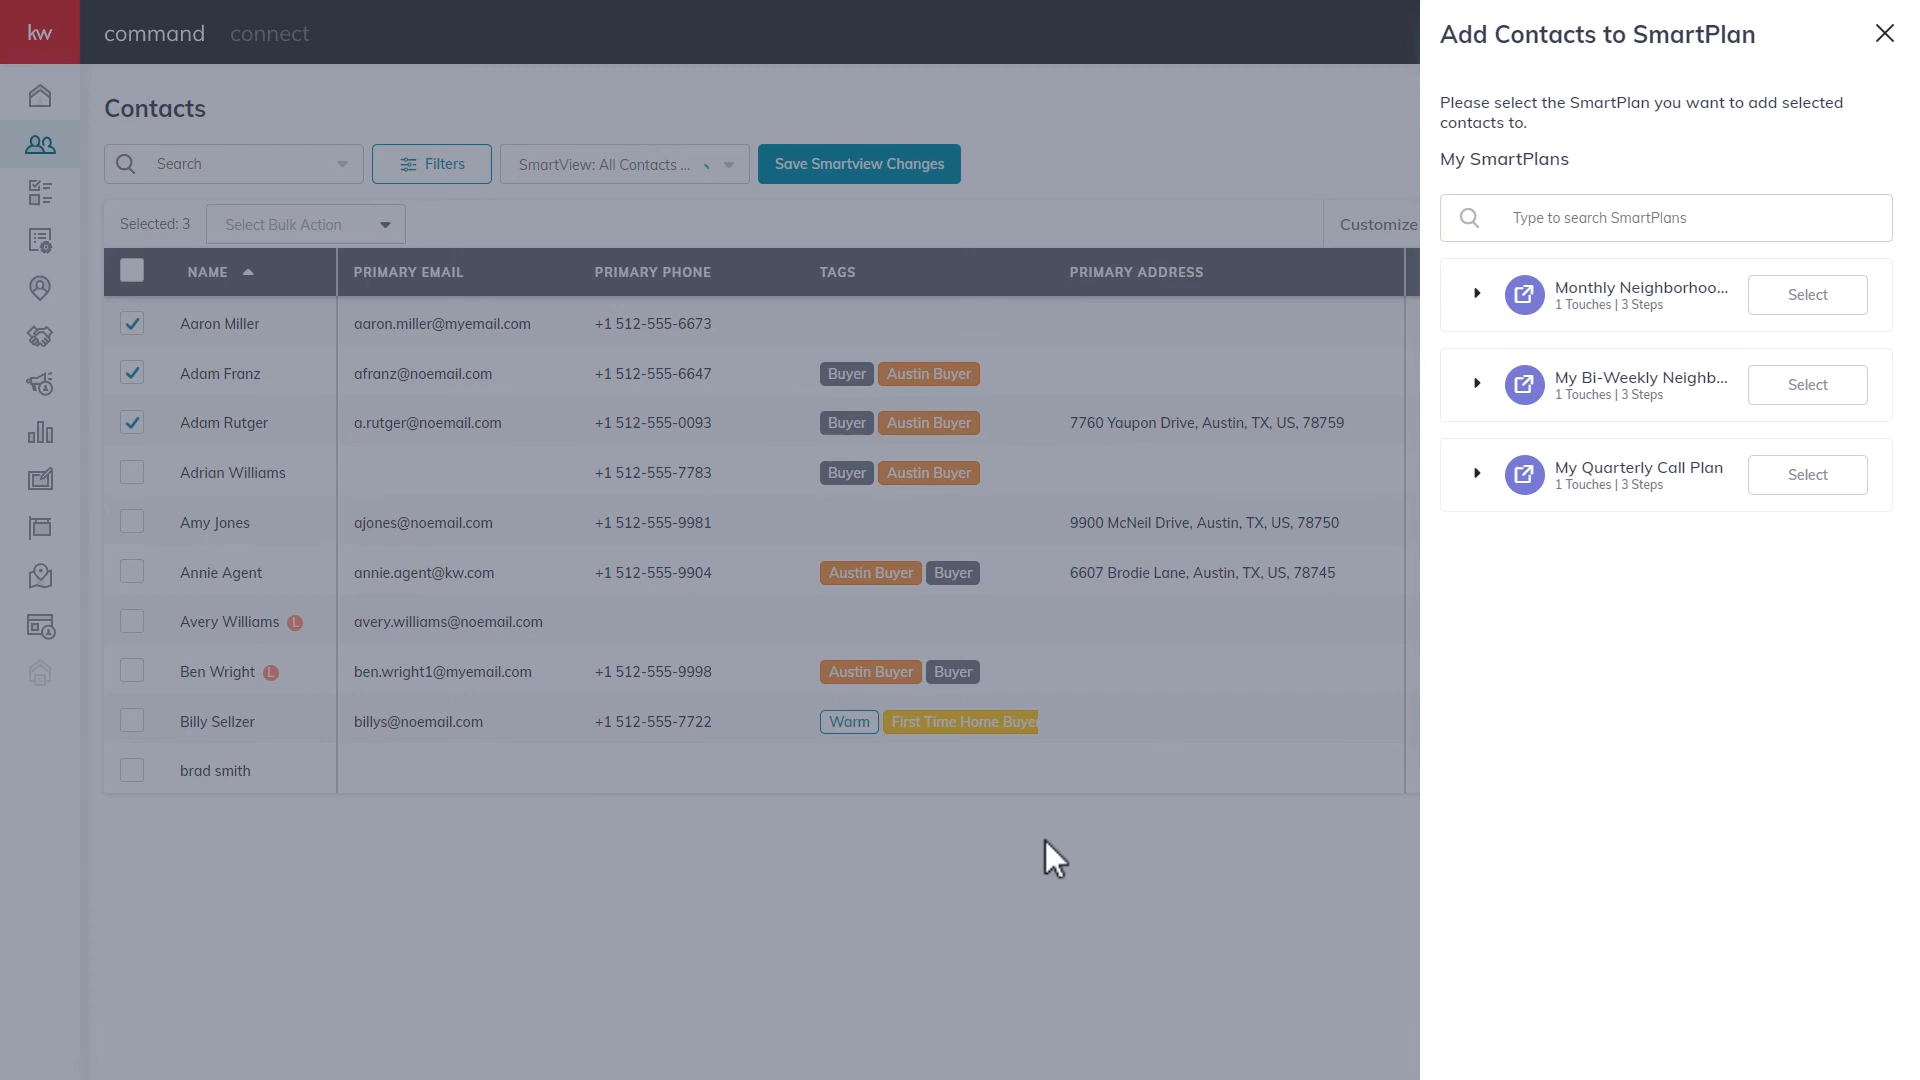 kw
command connect
Contacts
Search
Filters
SmartView: All Contacts ...
Save Smartview Changes
Selected: 3
Select Bulk Action
Customize
NAME PRIMARY EMAIL PRIMARY PHONE TAGS PRIMARY ADDRESS
Aaron Miller aaron.miller@myemail.com +1 512-555-6673
Adam Franz afranz@noemail.com +1 512-555-6647 Buyer Austin Buyer
Adam Rutger a.rutger@noemail.com +1 512-555-0093 Buyer Austin Buyer 7760 Yaupon Drive, Austin, TX, US, 78759
Adrian Williams +1 512-555-7783 Buyer Austin Buyer
Amy Jones ajones@noemail.com +1 512-555-9981 9900 McNeil Drive, Austin, TX, US, 78750
Annie Agent annie.agent@kw.com +1 512-555-9904 Austin Buyer Buyer 6607 Brodie Lane, Austin, TX, US, 78745
Avery Williams L avery.williams@noemail.com
Ben Wright L ben.wright1@myemail.com +1 512-555-9998 Austin Buyer Buyer
Billy Sellzer billys@noemail.com +1 512-555-7722 Warm First Time Home Buyer
brad smith
Add Contacts to SmartPlan
Please select the SmartPlan you want to add selected
contacts to.
My SmartPlans
Type to search SmartPlans
Monthly Neighborhoo...
1 Touches | 3 Steps
Select
My Bi-Weekly Neighb...
1 Touches | 3 Steps
Select
My Quarterly Call Plan
1 Touches | 3 Steps
Select